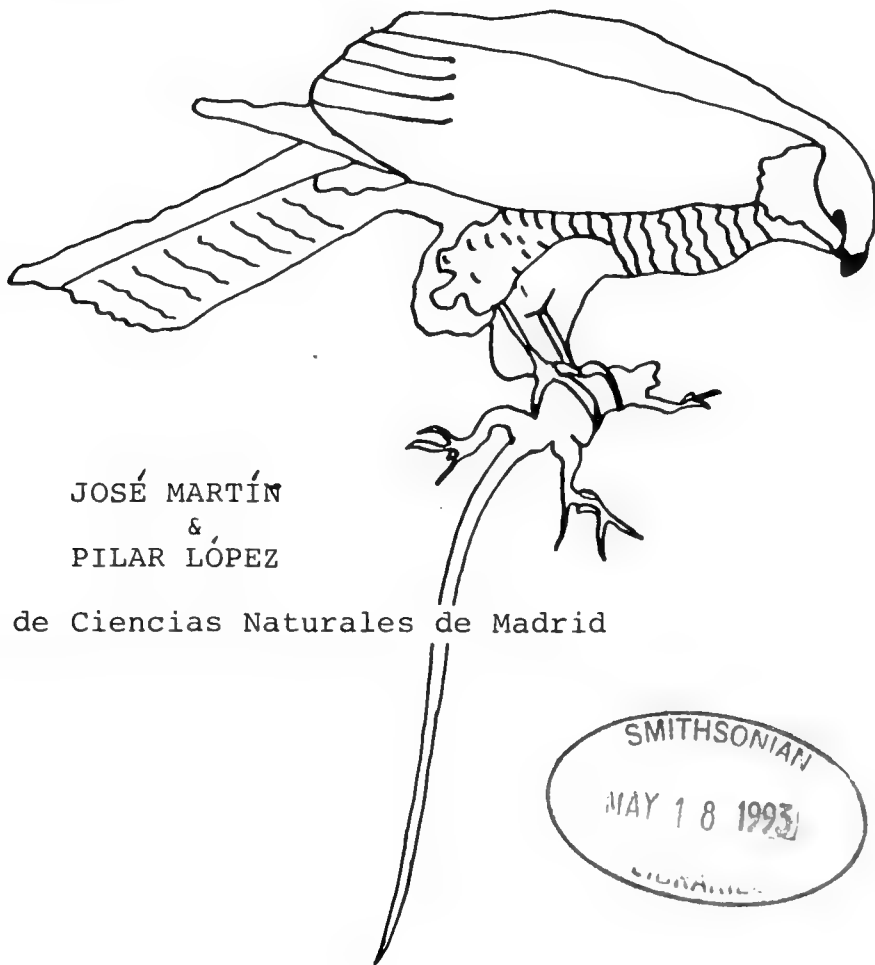 JOSÉ MARTÍN
&
PILAR LÓPEZ
de Ciencias Naturales de Madrid
SMITHSONIAN
MAY 18 1993